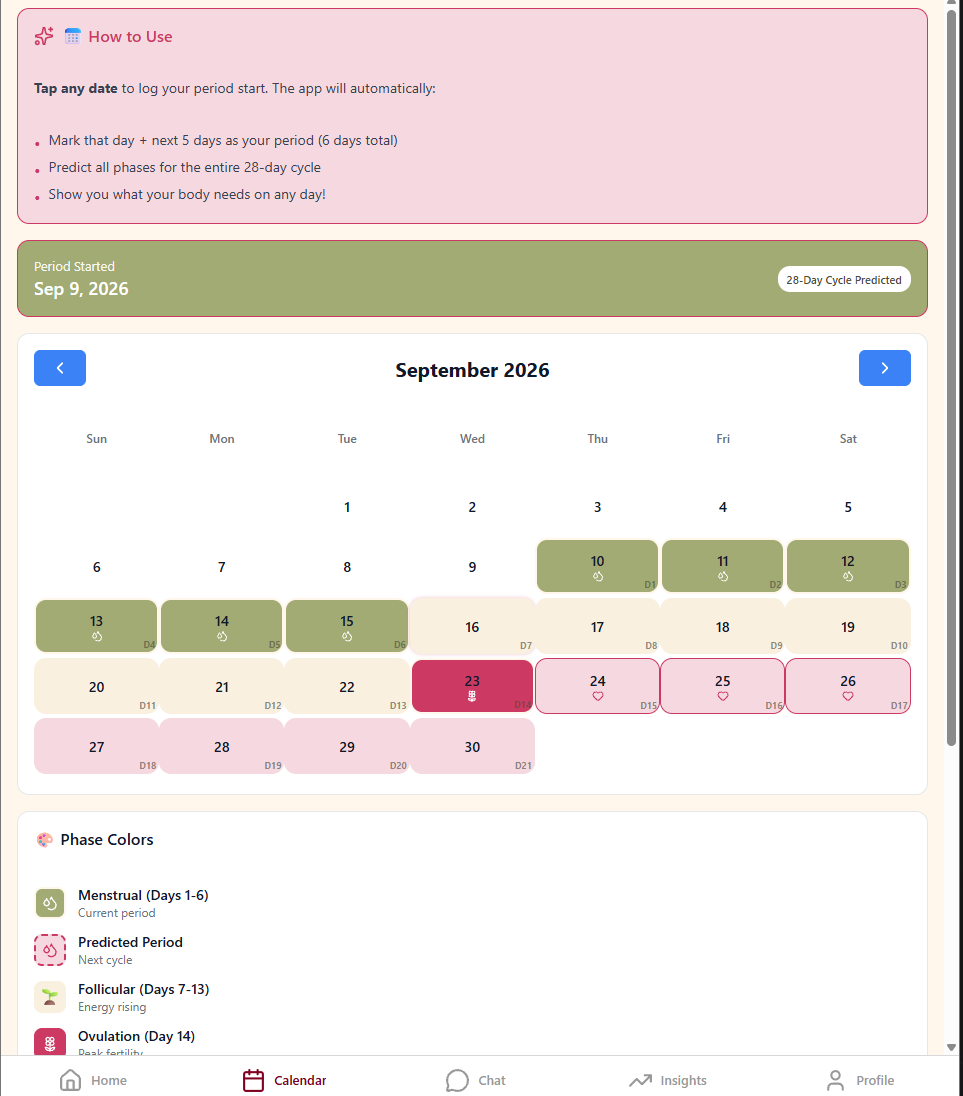 How to Use
Tap any date to log your period start. The app will automatically:
• Mark that day + next 5 days as your period (6 days total)
• Predict all phases for the entire 28-day cycle
• Show you what your body needs on any day!
Period Started
Sep 9, 2026
28-Day Cycle Predicted
September 2026
Sun Mon Tue Wed Thu Fri Sat
1 2 3 4 5
6 7 8 9 10 D1 11 D2 12 D3
13 D4 14 D5 15 D6 16 D7 17 D8 18 D9 19 D10
20 D11 21 D12 22 D13 23 D14 24 D15 25 D16 26 D17
27 D18 28 D19 29 D20 30 D21
Phase Colors
Menstrual (Days 1-6)
Current period
Predicted Period
Next cycle
Follicular (Days 7-13)
Energy rising
Ovulation (Day 14)
Peak fertility
Home Calendar Chat Insights Profile